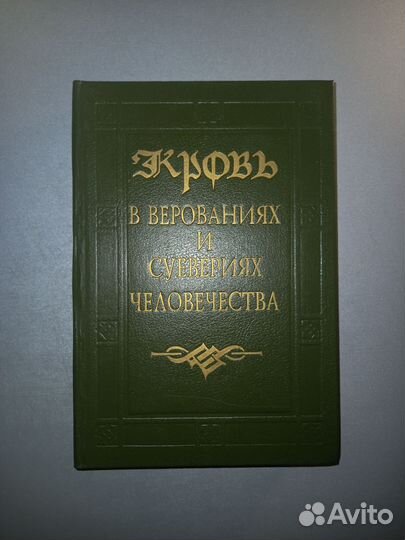 Кровь
В ВЕРОВАНИЯХ
И
СУЕВЕРИЯХ
ЧЕЛОВЕЧЕСТВА
Avito